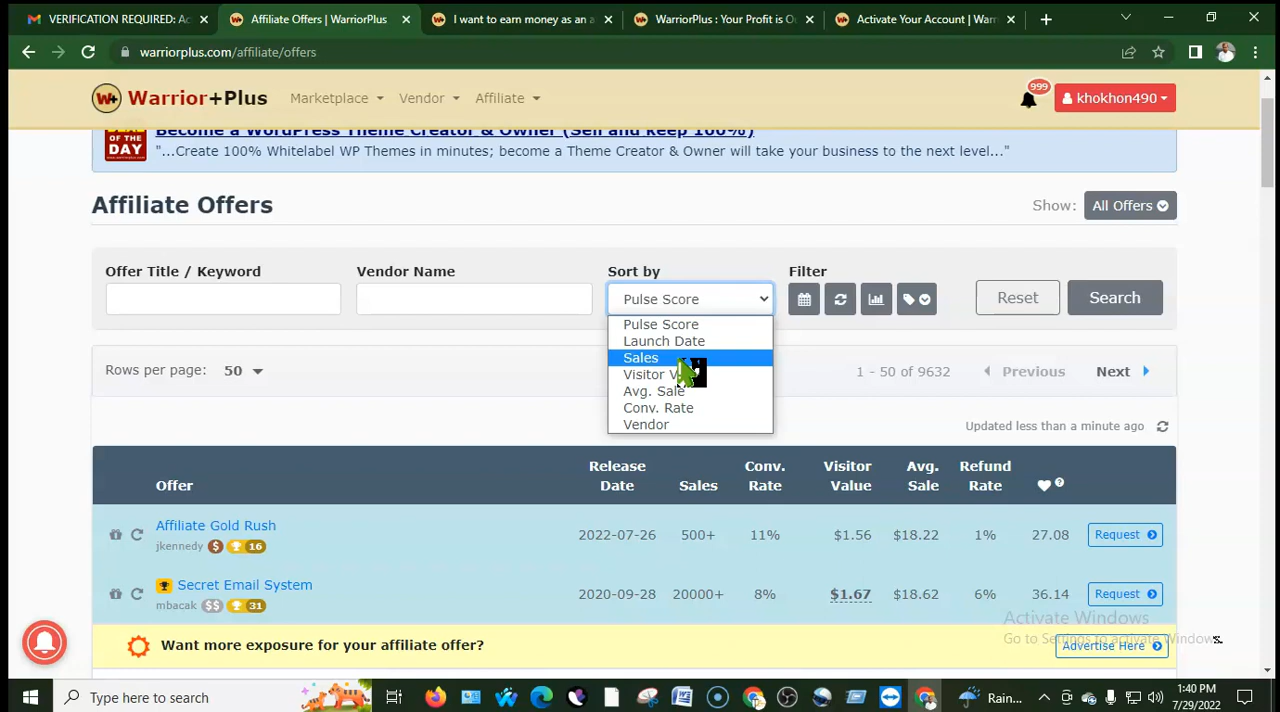 VERIFICATION REQUIRED: Ac
Affiliate Offers | WarriorPlus
I want to earn money as an a
WarriorPlus : Your Profit is Ou
Activate Your Account | Warr
warriorplus.com/affiliate/offers
Warrior+Plus
Marketplace
Vendor
Affiliate
999
khokhon490
OF THE DAY
Become a WordPress Theme Creator & Owner (Sell and keep 100%)
"...Create 100% Whitelabel WP Themes in minutes; become a Theme Creator & Owner will take your business to the next level..."
Affiliate Offers
Show:
All Offers
Offer Title / Keyword
Vendor Name
Sort by
Filter
Pulse Score
Reset
Search
Pulse Score
Launch Date
Sales
Visitor V
Avg. Sale
Conv. Rate
Vendor
Rows per page: 50
1 - 50 of 9632
Previous
Next
Updated less than a minute ago
Offer
Release Date
Sales
Conv. Rate
Visitor Value
Avg. Sale
Refund Rate
Affiliate Gold Rush
jkennedy $ 16
2022-07-26
500+
11%
$1.56
$18.22
1%
27.08
Request
Secret Email System
mbacak $$ 31
2020-09-28
20000+
8%
$1.67
$18.62
6%
36.14
Request
Want more exposure for your affiliate offer?
Advertise Here
Activate Windows
Go to Settings to activate Windows.
Type here to search
Rain...
1:40 PM
7/29/2022